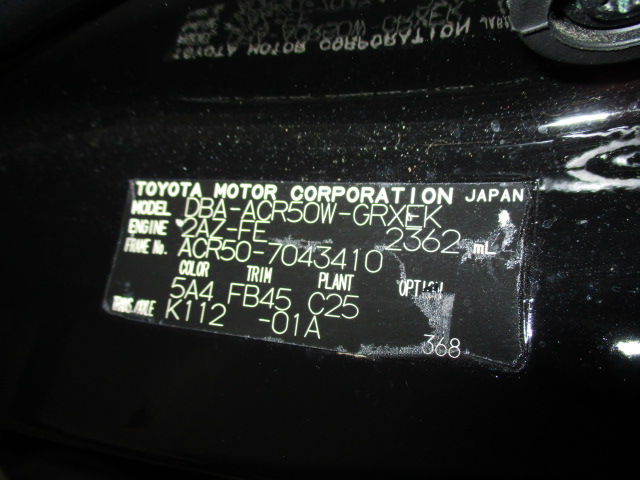 TOYOTA MOTOR CORPORATION JAPAN
MODEL DBA-ACR50W-GRXEK
ENGINE 2AZ-FE 2362 mL
FRAME No. ACR50-7043410
COLOR TRIM PLANT OPTION
5A4 FB45 C25
TRANS/AXLE K112 -01A
368